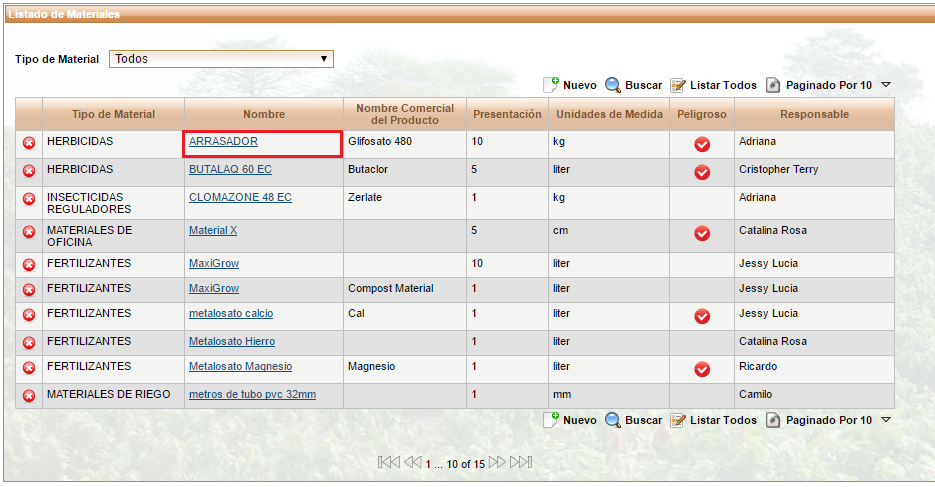 Listado de Materiales
Tipo de Material Todos
Nuevo Buscar Listar Todos Paginado Por 10
Tipo de Material Nombre Nombre Comercial del Producto Presentación Unidades de Medida Peligroso Responsable
HERBICIDAS ARRASADOR Glifosato 480 10 kg Adriana
HERBICIDAS BUTALAQ 60 EC Butaclor 5 liter Cristopher Terry
INSECTICIDAS REGULADORES CLOMAZONE 48 EC Zerlate 1 kg Adriana
MATERIALES DE OFICINA Material X 5 cm Catalina Rosa
FERTILIZANTES MaxiGrow 10 liter Jessy Lucia
FERTILIZANTES MaxiGrow Compost Material 1 liter Jessy Lucia
FERTILIZANTES metalosato calcio Cal 1 liter Jessy Lucia
FERTILIZANTES Metalosato Hierro 1 liter Catalina Rosa
FERTILIZANTES Metalosato Magnesio Magnesio 1 liter Ricardo
MATERIALES DE RIEGO metros de tubo pvc 32mm 1 mm Camilo
Nuevo Buscar Listar Todos Paginado Por 10
1 ... 10 of 15